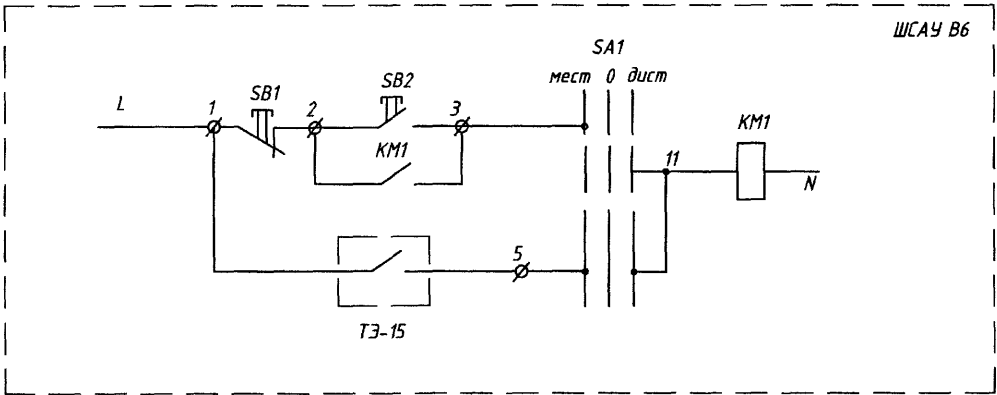 ШСАУ В6
SA1
мест 0 дист
L
1
SB1
2
SB2
3
KM1
KM1
11
N
5
ТЭ-15